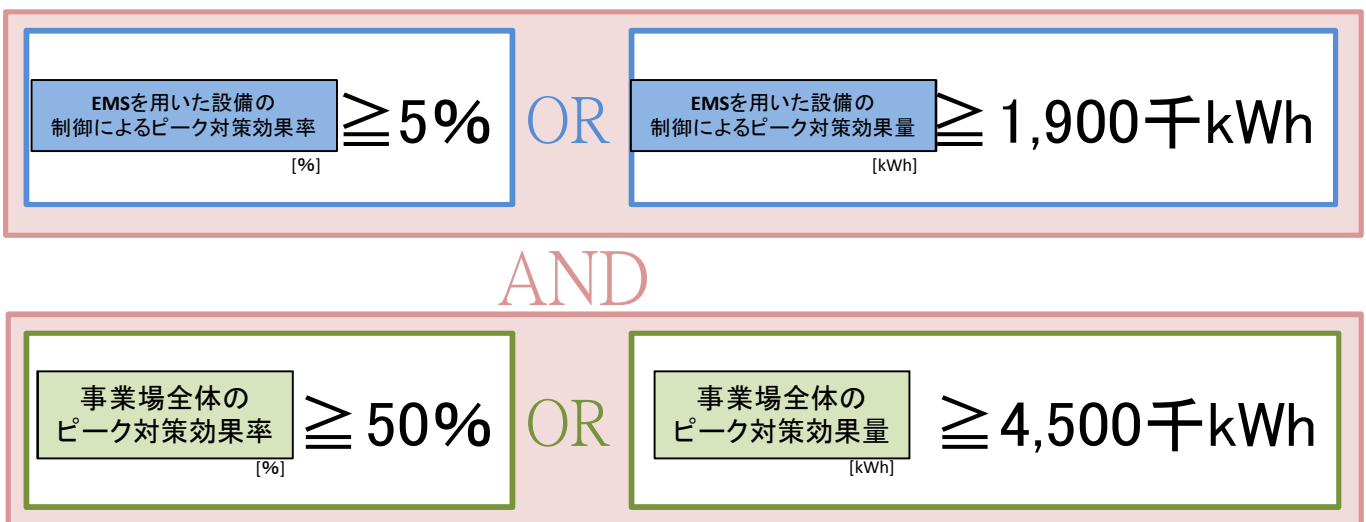 EMSを用いた設備の
制御によるピーク対策効果率
[%]
≧5%
OR
EMSを用いた設備の
制御によるピーク対策効果量
[kWh]
≧ 1,900千kWh
AND
事業場全体の
ピーク対策効果率
[%]
≧50%
OR
事業場全体の
ピーク対策効果量
[kWh]
≧4,500千kWh